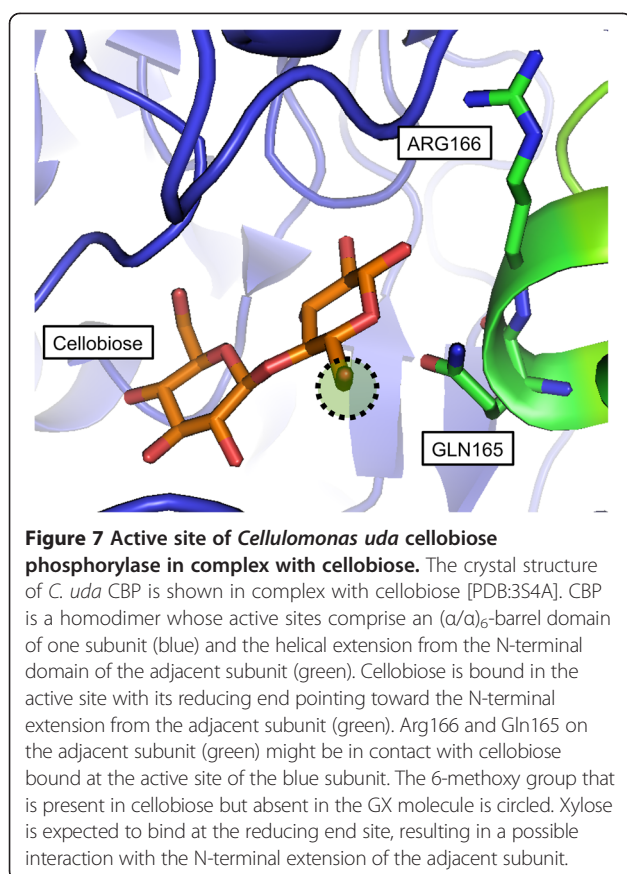 ARG166
Cellobiose
GLN165
Figure 7 Active site of Cellulomonas uda cellobiose
phosphorylase in complex with cellobiose. The crystal structure
of C. uda CBP is shown in complex with cellobiose [PDB:3S4A]. CBP
is a homodimer whose active sites comprise an (α/α)₆-barrel domain
of one subunit (blue) and the helical extension from the N-terminal
domain of the adjacent subunit (green). Cellobiose is bound in the
active site with its reducing end pointing toward the N-terminal
extension from the adjacent subunit (green). Arg166 and Gln165 on
the adjacent subunit (green) might be in contact with cellobiose
bound at the active site of the blue subunit. The 6-methoxy group that
is present in cellobiose but absent in the GX molecule is circled. Xylose
is expected to bind at the reducing end site, resulting in a possible
interaction with the N-terminal extension of the adjacent subunit.